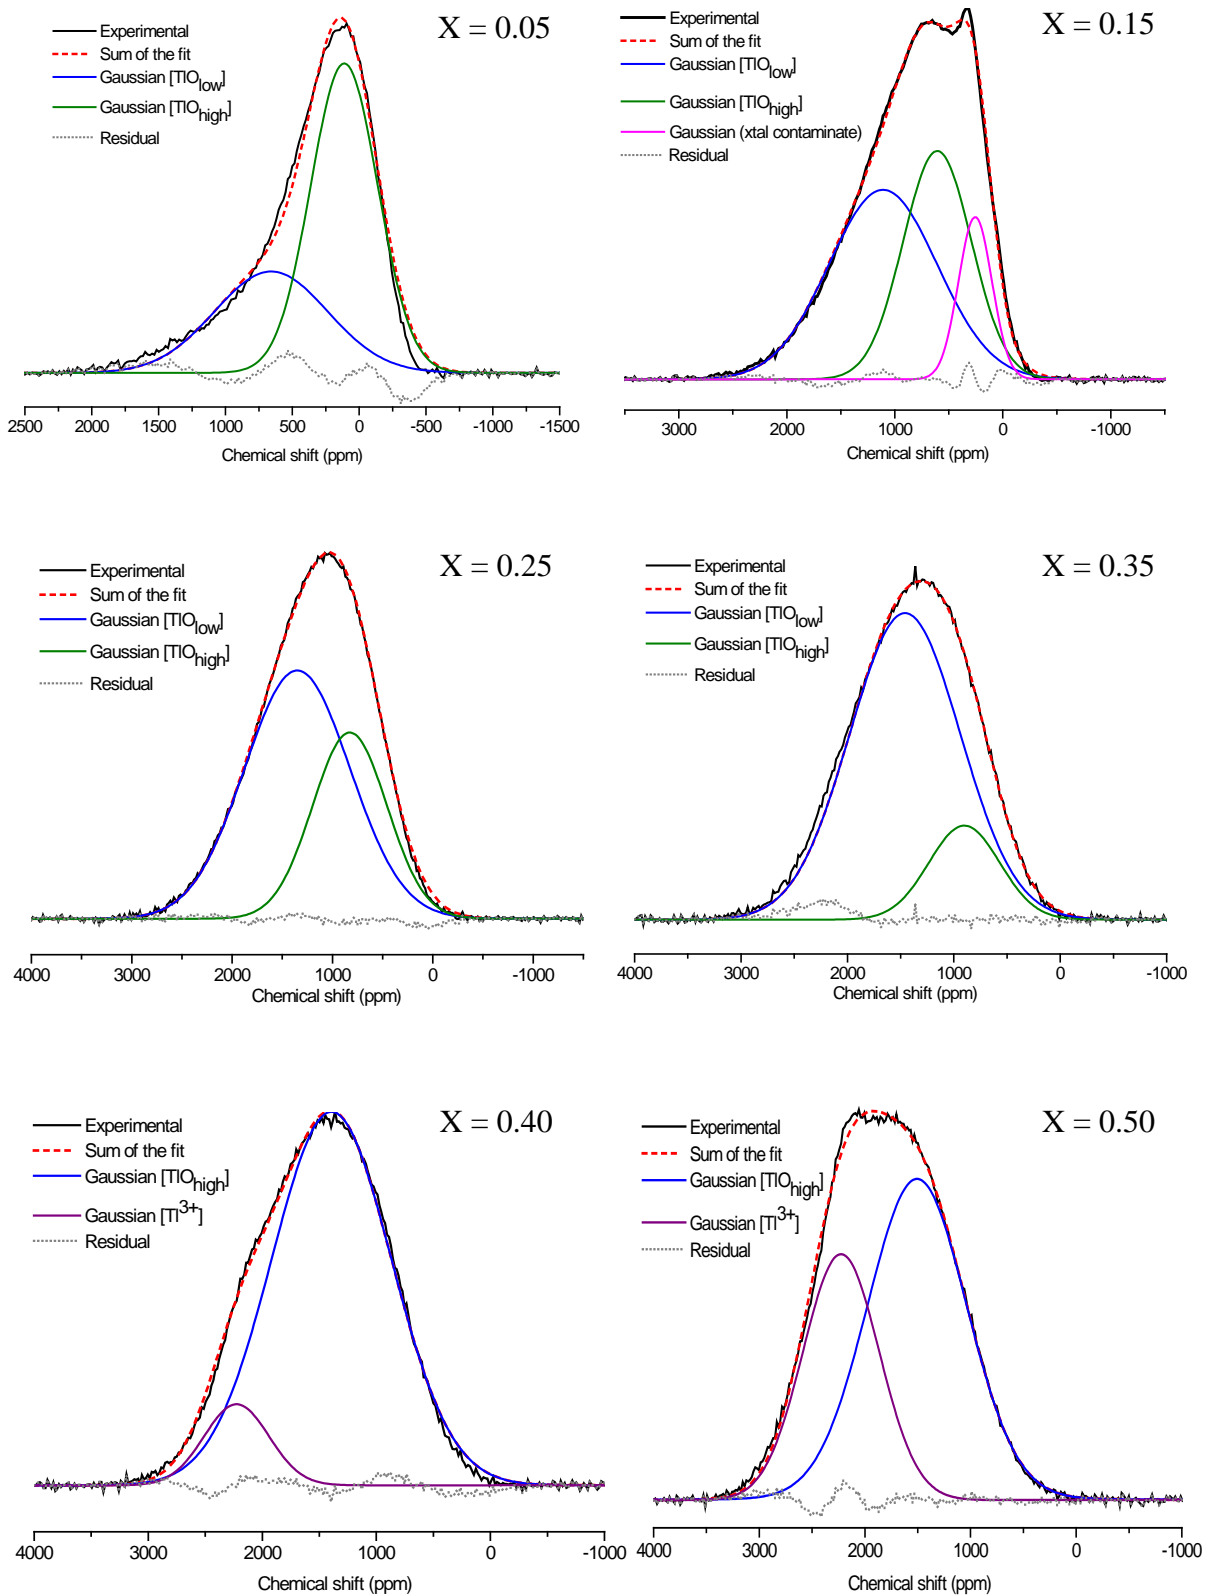 X = 0.05
Experimental
Sum of the fit
Gaussian [TlO_low]
Gaussian [TlO_high]
Residual
2500 2000 1500 1000 500 0 -500 -1000 -1500
Chemical shift (ppm)
X = 0.15
Experimental
Sum of the fit
Gaussian [TlO_low]
Gaussian [TlO_high]
Gaussian (xtal contaminate)
Residual
3000 2000 1000 0 -1000
Chemical shift (ppm)
X = 0.25
Experimental
Sum of the fit
Gaussian [TlO_low]
Gaussian [TlO_high]
Residual
4000 3000 2000 1000 0 -1000
Chemical shift (ppm)
X = 0.35
Experimental
Sum of the fit
Gaussian [TlO_low]
Gaussian [TlO_high]
Residual
4000 3000 2000 1000 0 -1000
Chemical shift (ppm)
X = 0.40
Experimental
Sum of the fit
Gaussian [TlO_high]
Gaussian [Tl^3+]
Residual
4000 3000 2000 1000 0 -1000
Chemical shift (ppm)
X = 0.50
Experimental
Sum of the fit
Gaussian [TlO_high]
Gaussian [Tl^3+]
Residual
4000 3000 2000 1000 0 -1000
Chemical shift (ppm)